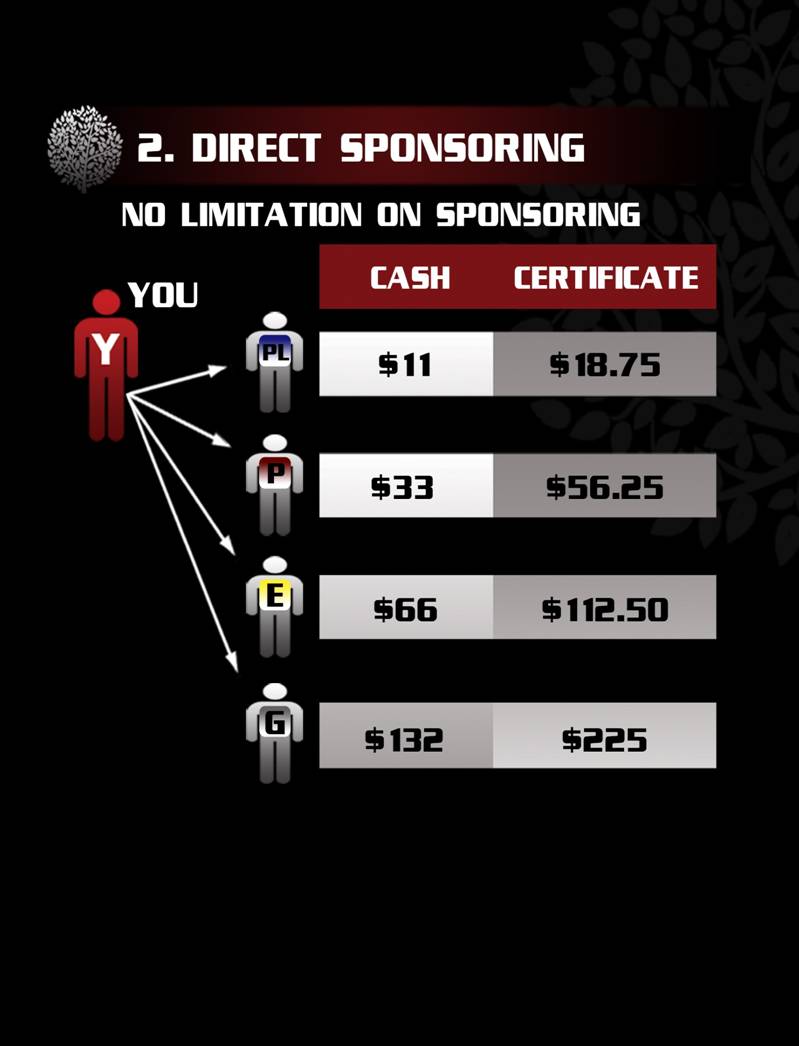 2. DIRECT SPONSORING
NO LIMITATION ON SPONSORING
CASH CERTIFICATE
YOU
Y
PL $11 $18.75
P $33 $56.25
E $66 $112.50
G $132 $225